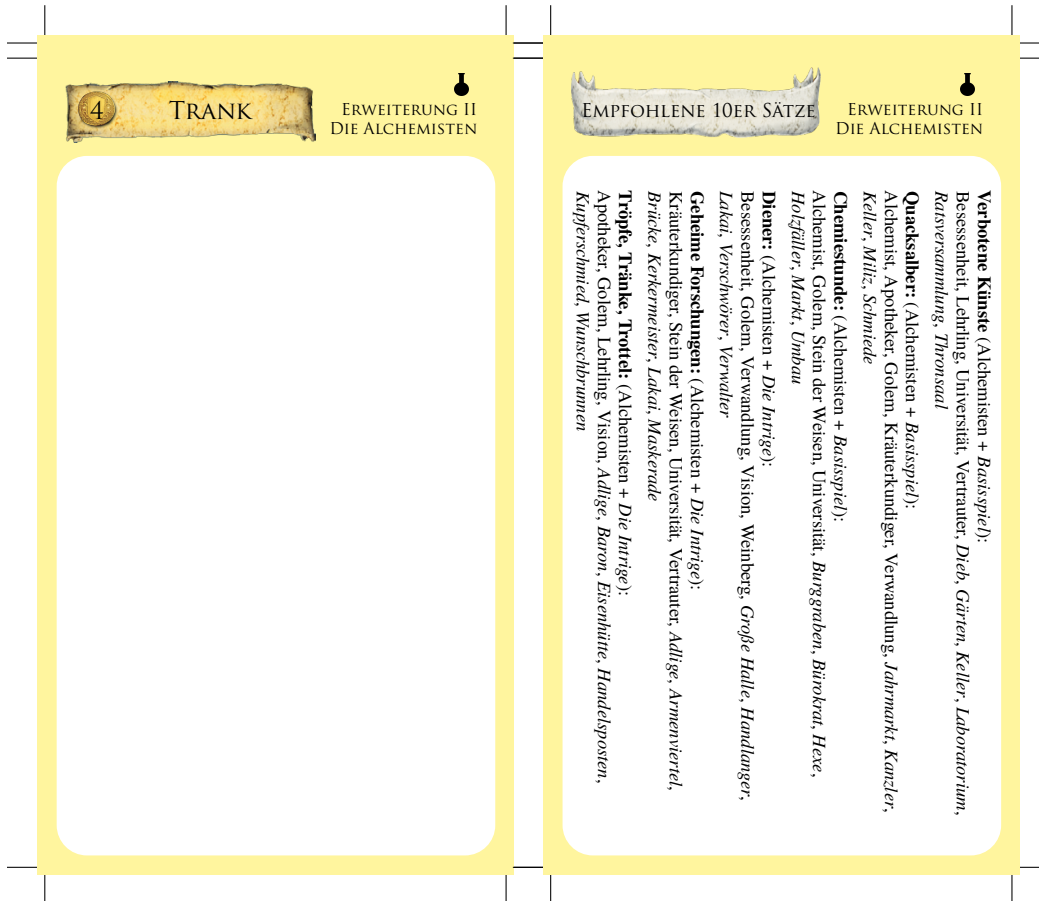 4
TRANK
ERWEITERUNG II
DIE ALCHEMISTEN
EMPFOHLENE 10ER SÄTZE
ERWEITERUNG II
DIE ALCHEMISTEN
Verbotene Künste (Alchemisten + Basisspiel):
Besessenheit, Lehrling, Universität, Vertrauter, Dieb, Gärten, Keller, Laboratorium,
Ratsversammlung, Thronsaal
Quacksalber: (Alchemisten + Basisspiel):
Alchemist, Apotheker, Golem, Kräuterkundiger, Verwandlung, Jahrmarkt, Kanzler,
Keller, Miliz, Schmiede
Chemiestunde: (Alchemisten + Basisspiel):
Alchemist, Golem, Stein der Weisen, Universität, Burggraben, Bürokrat, Hexe,
Holzfäller, Markt, Umbau
Diener: (Alchemisten + Die Intrige):
Besessenheit, Golem, Verwandlung, Vision, Weinberg, Große Halle, Handlanger,
Lakai, Verschwörer, Verwalter
Geheime Forschungen: (Alchemisten + Die Intrige):
Kräuterkundiger, Stein der Weisen, Universität, Vertrauter, Adlige, Armenviertel,
Brücke, Kerkermeister, Lakai, Maskerade
Tröpfe, Tränke, Trottel: (Alchemisten + Die Intrige):
Apotheker, Golem, Lehrling, Vision, Adlige, Baron, Eisenhütte, Handelsposten,
Kupferschmied, Wunschbrunnen